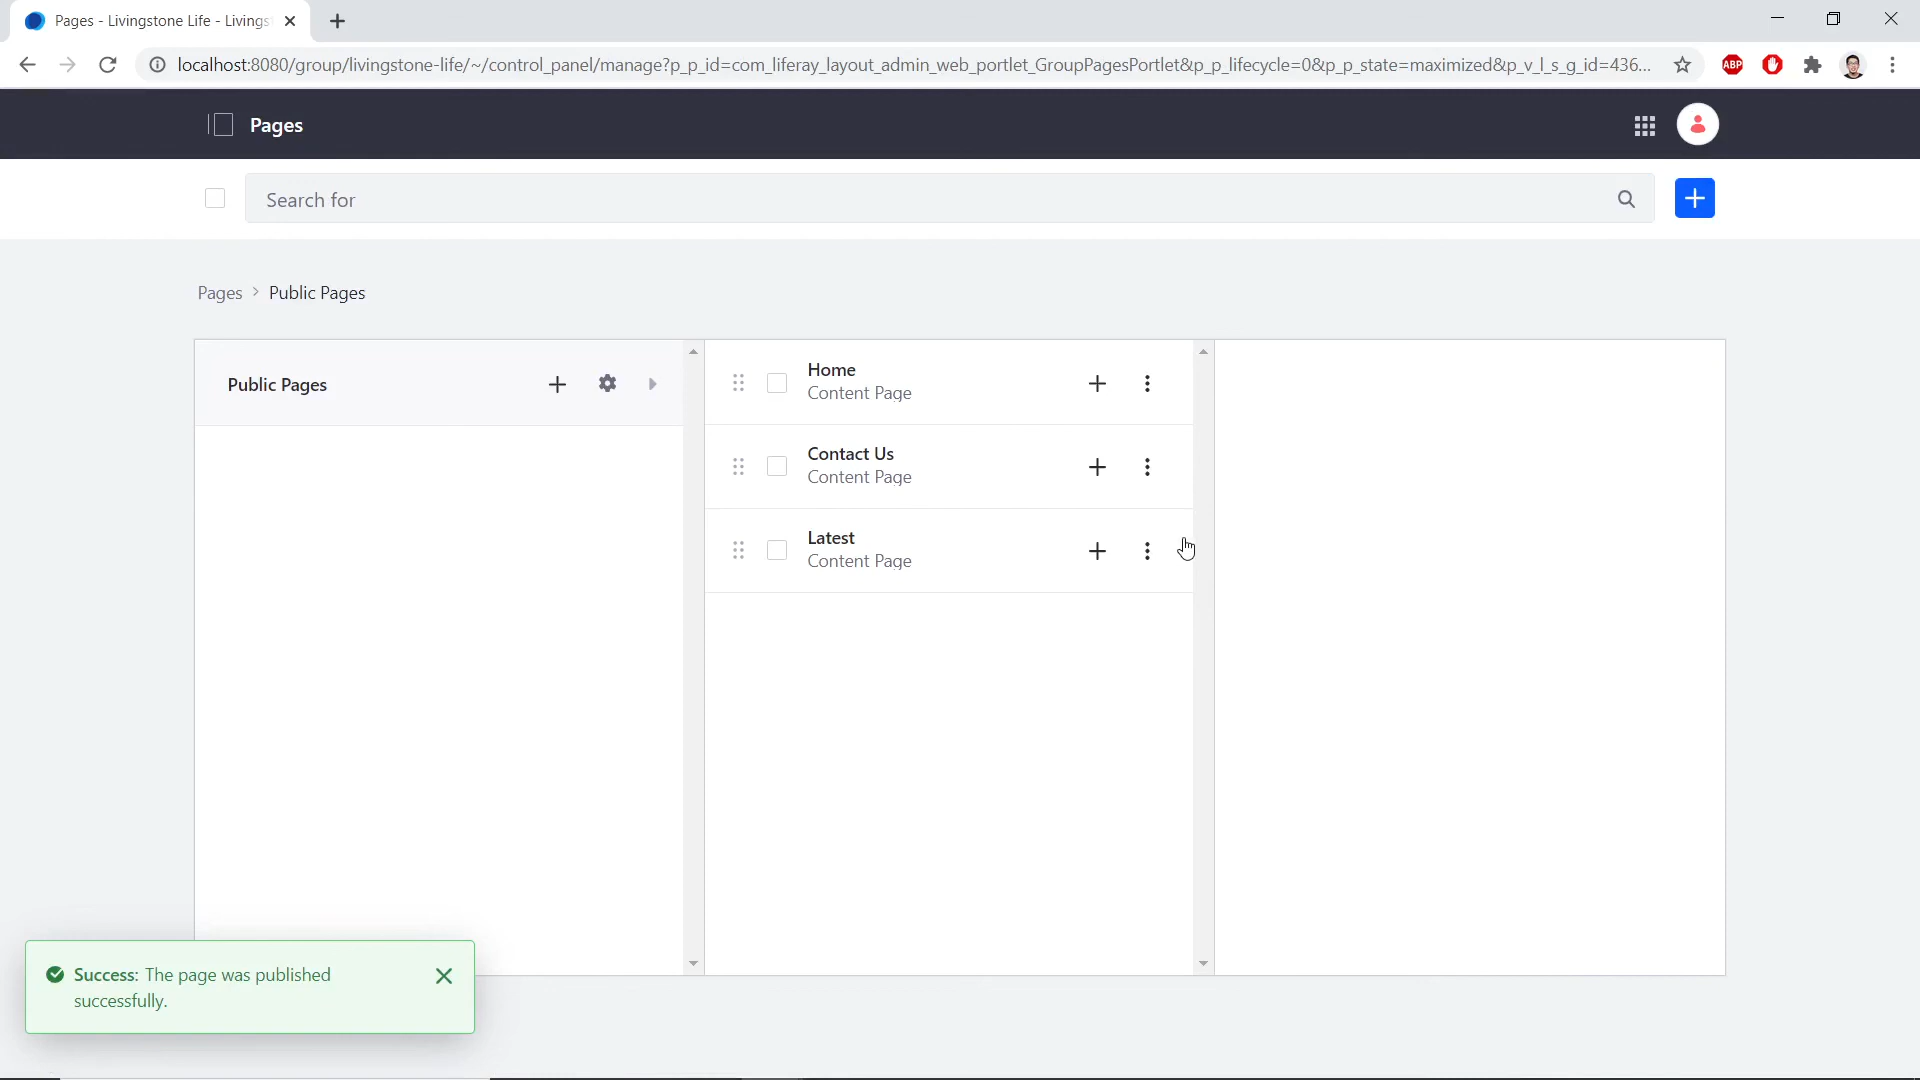 Pages - Livingstone Life - Livings
localhost:8080/group/livingstone-life/~/control_panel/manage?p_p_id=com_liferay_layout_admin_web_portlet_GroupPagesPortlet&p_p_lifecycle=0&p_p_state=maximized&p_v_l_s_g_id=436...
ABP
Pages
Search for
Pages > Public Pages
Public Pages
Home
Content Page
Contact Us
Content Page
Latest
Content Page
Success: The page was published
successfully.